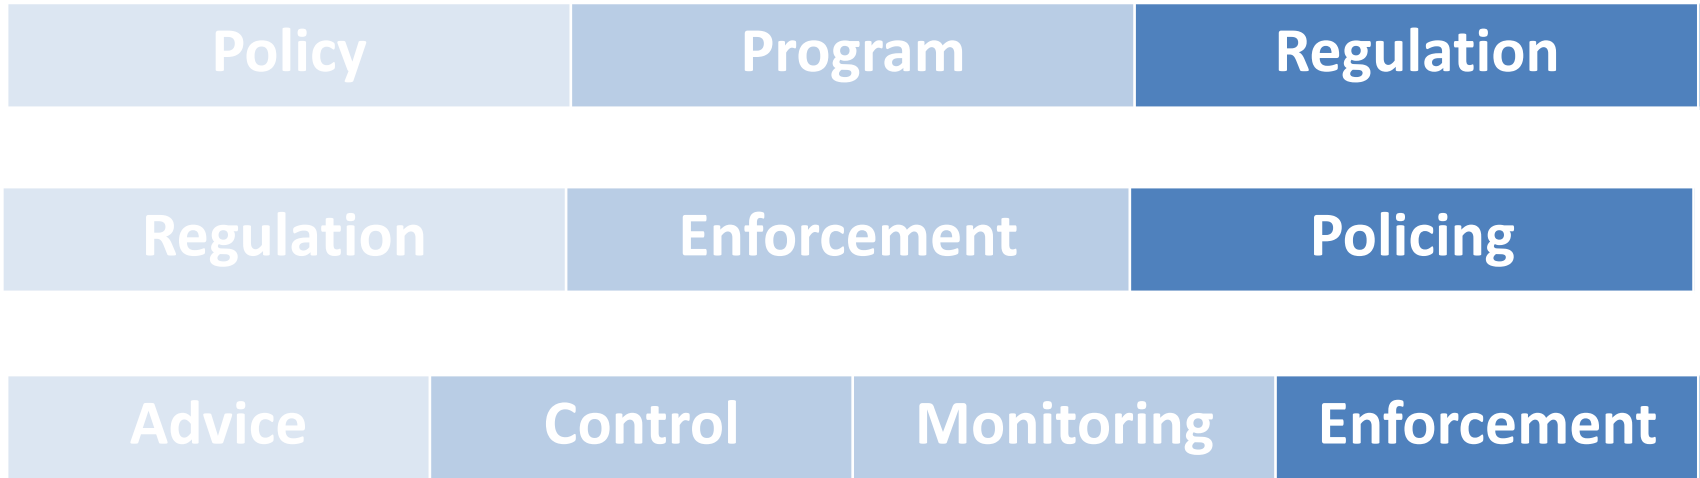 Policy Program Regulation
Regulation Enforcement Policing
Advice Control Monitoring Enforcement